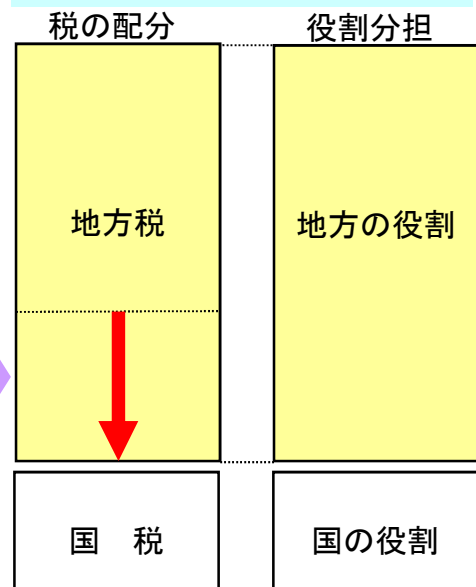 税の配分
役割分担
地方税
地方の役割
国　税
国の役割